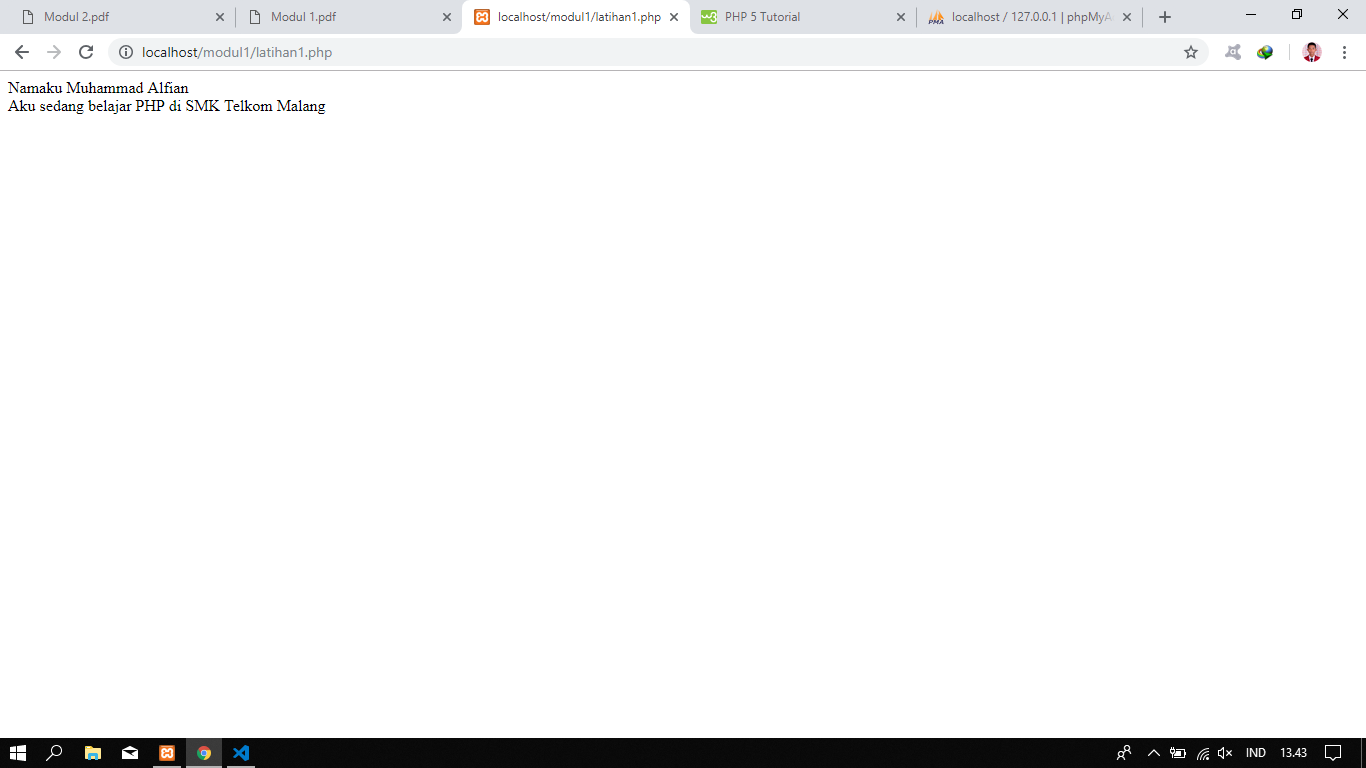 Modul 2.pdf
Modul 1.pdf
localhost/modul1/latihan1.php
PHP 5 Tutorial
localhost / 127.0.0.1 | phpMyA
localhost/modul1/latihan1.php
Namaku Muhammad Alfian
Aku sedang belajar PHP di SMK Telkom Malang
IND
13.43